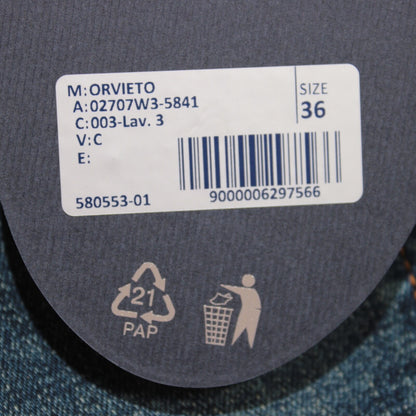 M:ORVIETO
A:02707W3-5841
C:003-Lav. 3
V:C
E:
SIZE
36
580553-01
9000006297566
21
PAP